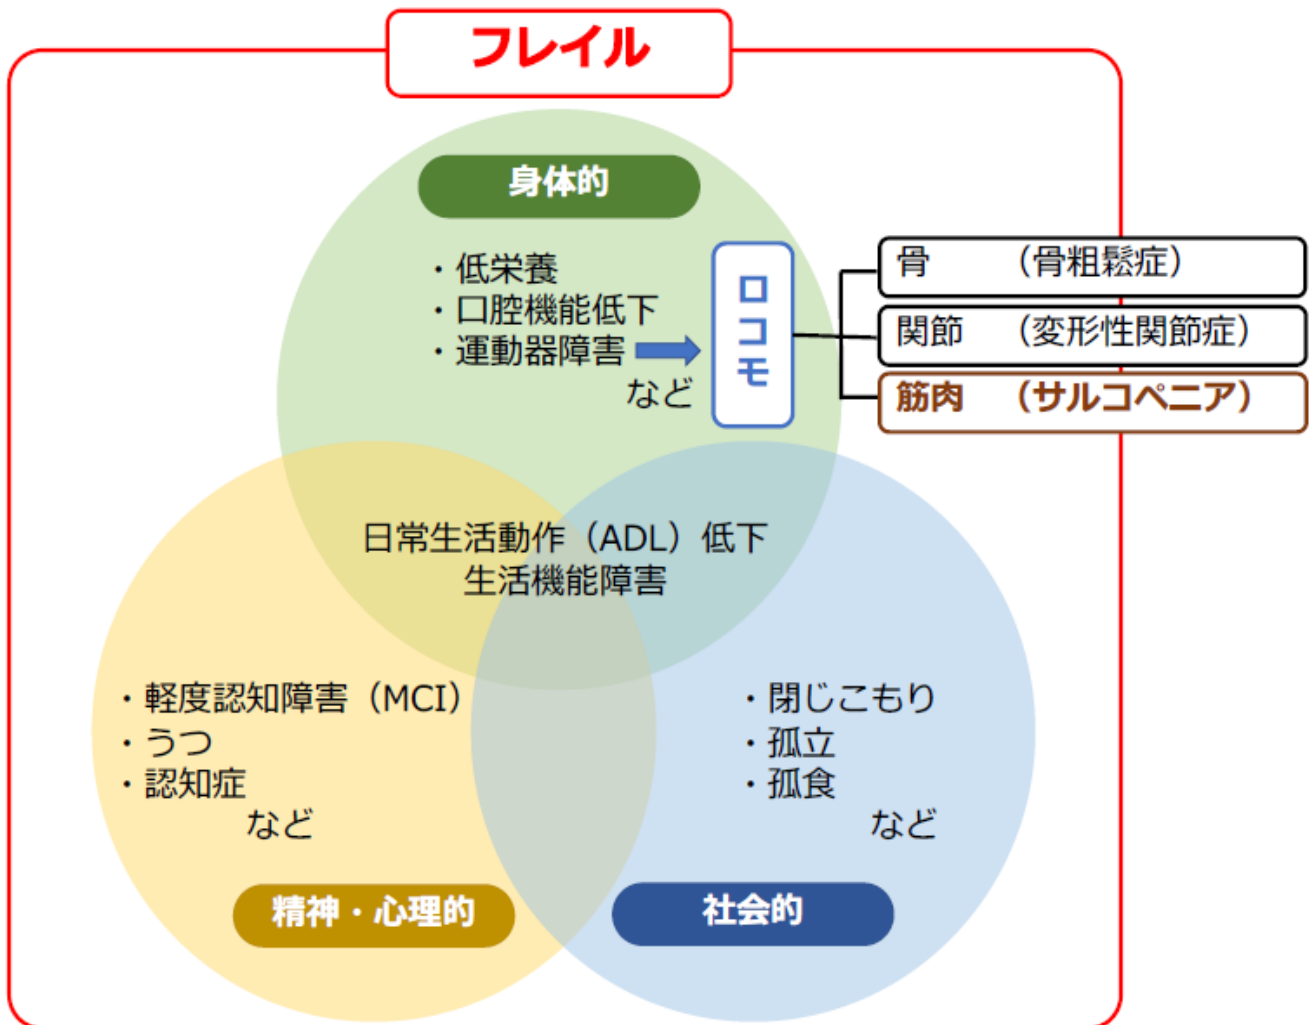 フレイル
身体的
・低栄養
・口腔機能低下
・運動器障害
など
ロコモ
骨　　（骨粗鬆症）
関節　（変形性関節症）
筋肉　（サルコペニア）
日常生活動作（ADL）低下
生活機能障害
・軽度認知障害（MCI）
・うつ
・認知症
など
精神・心理的
・閉じこもり
・孤立
・孤食
など
社会的